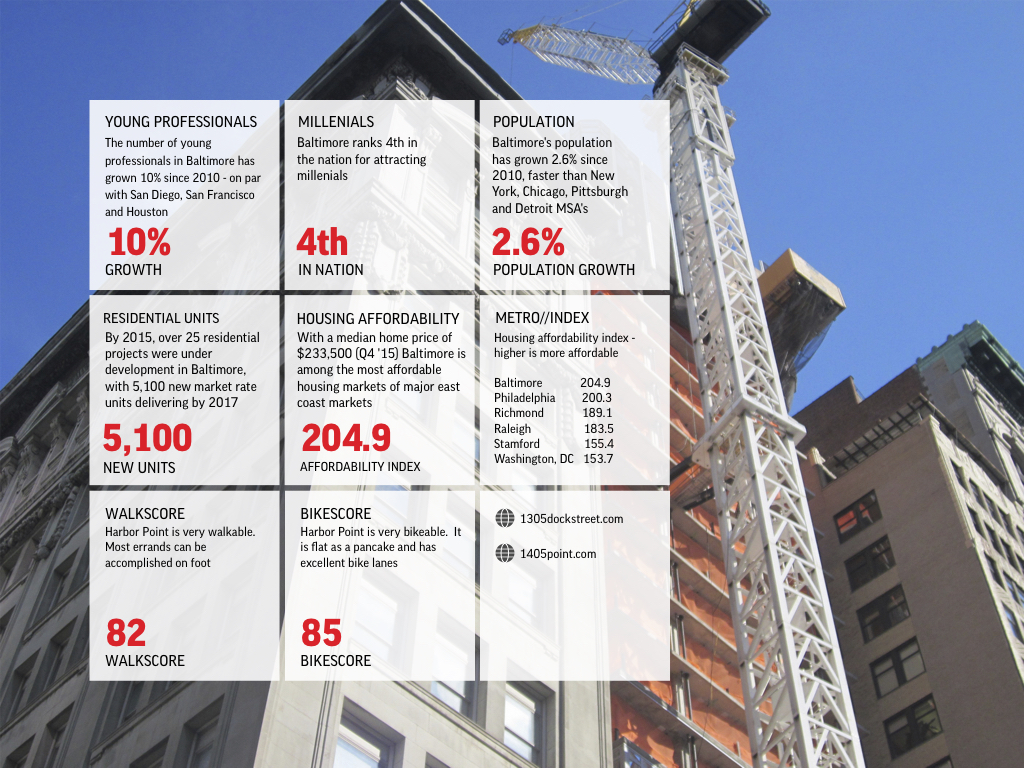 YOUNG PROFESSIONALS
The number of young
professionals in Baltimore has
grown 10% since 2010 - on par
with San Diego, San Francisco
and Houston
10%
GROWTH
MILLENIALS
Baltimore ranks 4th in
the nation for attracting
millenials
4th
IN NATION
POPULATION
Baltimore's population
has grown 2.6% since
2010, faster than New
York, Chicago, Pittsburgh
and Detroit MSA's
2.6%
POPULATION GROWTH
RESIDENTIAL UNITS
By 2015, over 25 residential
projects were under
development in Baltimore,
with 5,100 new market rate
units delivering by 2017
5,100
NEW UNITS
HOUSING AFFORDABILITY
With a median home price of
$233,500 (Q4 '15) Baltimore is
among the most affordable
housing markets of major east
coast markets
204.9
AFFORDABILITY INDEX
METRO//INDEX
Housing affordability index -
higher is more affordable
Baltimore 204.9
Philadelphia 200.3
Richmond 189.1
Raleigh 183.5
Stamford 155.4
Washington, DC 153.7
WALKSCORE
Harbor Point is very walkable.
Most errands can be
accomplished on foot
82
WALKSCORE
BIKESCORE
Harbor Point is very bikeable. It
is flat as a pancake and has
excellent bike lanes
85
BIKESCORE
1305dockstreet.com
1405point.com